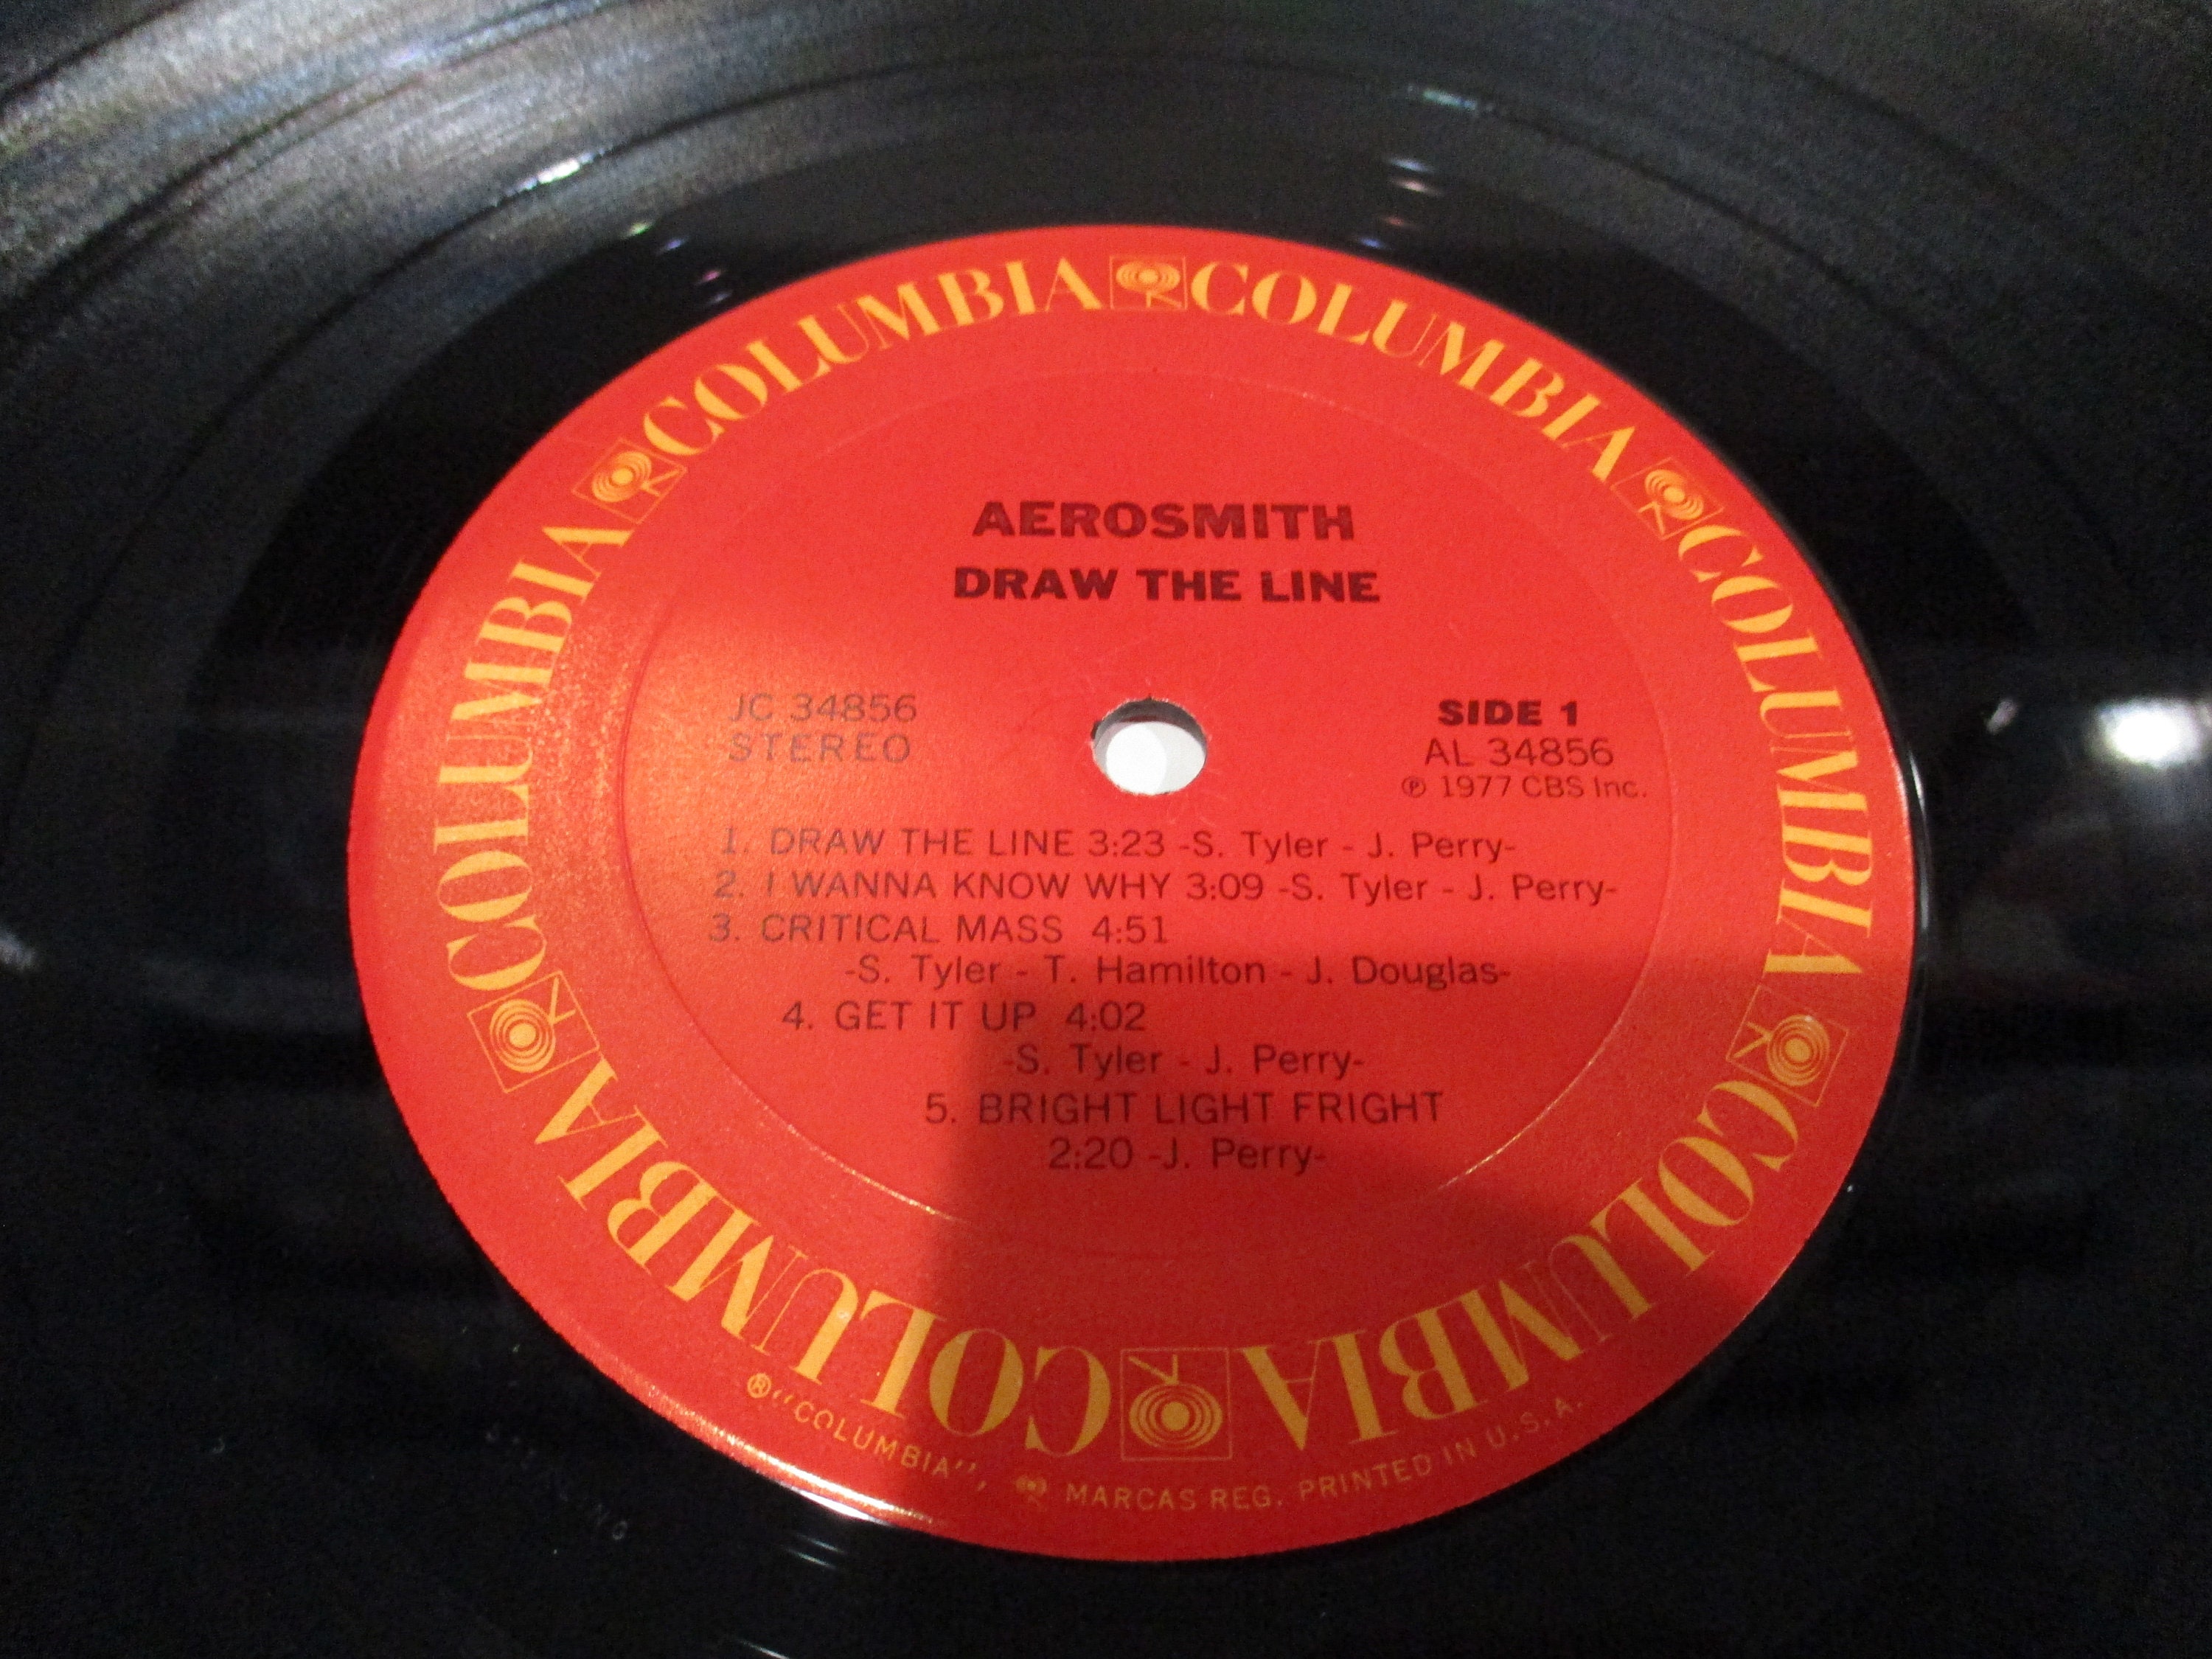 COLUMBIA COLUMBIA COLUMBIA COLUMBIA COLUMBIA COLUMBIA
AEROSMITH
DRAW THE LINE
JC 34856
STEREO
SIDE 1
AL 34856
℗ 1977 CBS Inc.
1. DRAW THE LINE 3:23 -S. Tyler - J. Perry-
2. I WANNA KNOW WHY 3:09 -S. Tyler - J. Perry-
3. CRITICAL MASS 4:51
-S. Tyler - T. Hamilton - J. Douglas-
4. GET IT UP 4:02
-S. Tyler - J. Perry-
5. BRIGHT LIGHT FRIGHT
2:20 -J. Perry-
® "COLUMBIA", MARCAS REG. PRINTED IN U.S.A.